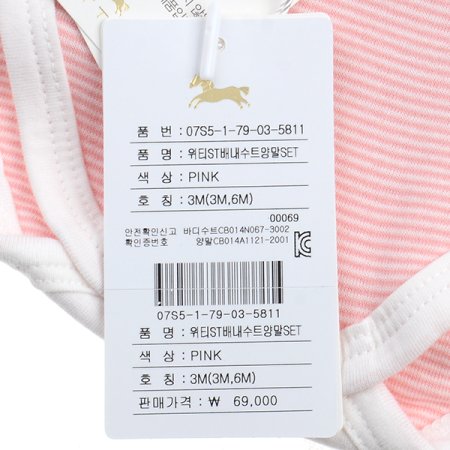 품 번 : 07S5-1-79-03-5811
품 명 : 위티ST배내수트양말SET
색 상 : PINK
호 칭 : 3M(3M,6M)
00069
안전확인신고 바디수트CB014N067-3002
확인증번호 양말CB014A1121-2001
07S5-1-79-03-5811
품 명 : 위티ST배내수트양말SET
색 상 : PINK
호 칭 : 3M(3M,6M)
판매가격 : ₩ 69,000